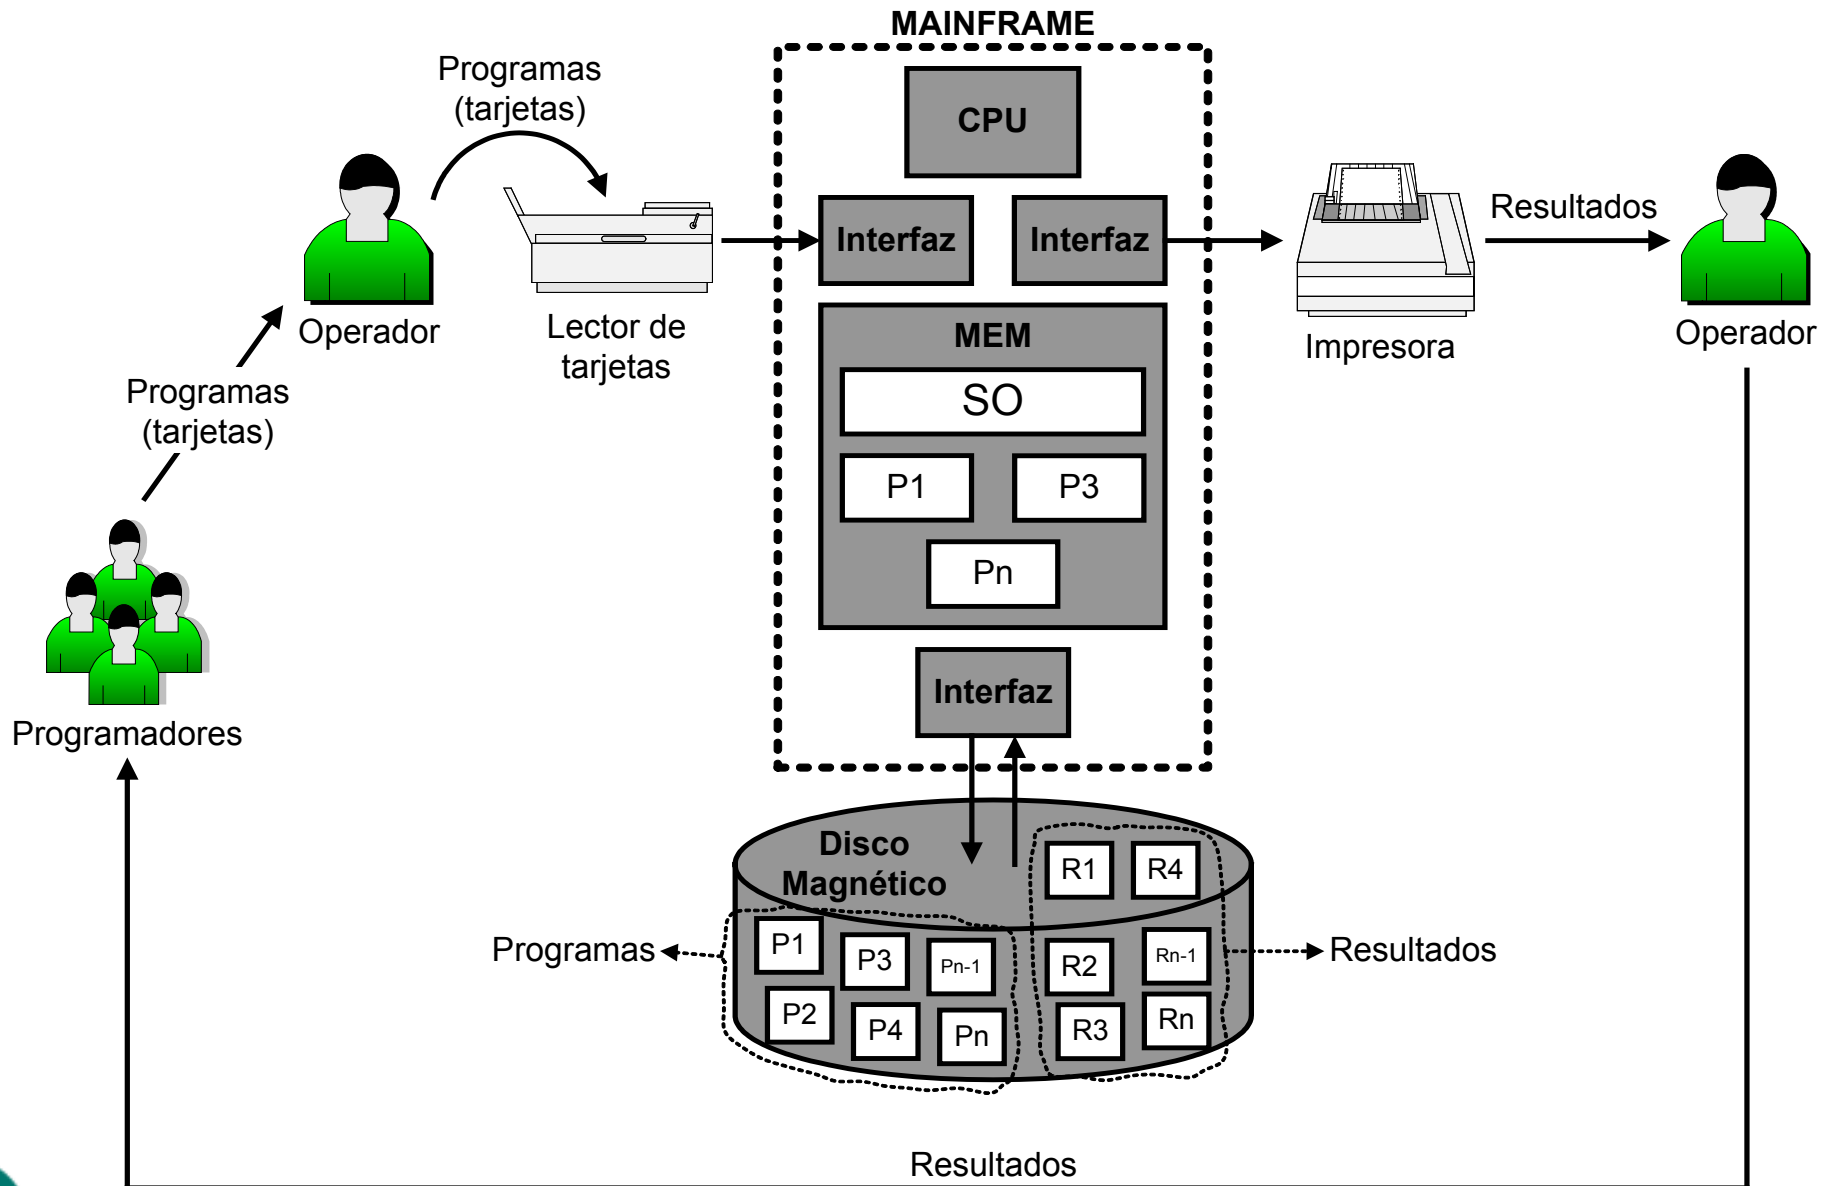 MAINFRAME
Programas
(tarjetas)
CPU
Interfaz
Interfaz
Resultados
Operador
Lector de
tarjetas
MEM
SO
P1
P3
Pn
Impresora
Operador
Programas
(tarjetas)
Programadores
Interfaz
Disco
Magnético
R1
R4
Programas
P1
P3
Pn-1
R2
Rn-1
Resultados
P2
P4
Pn
R3
Rn
Resultados